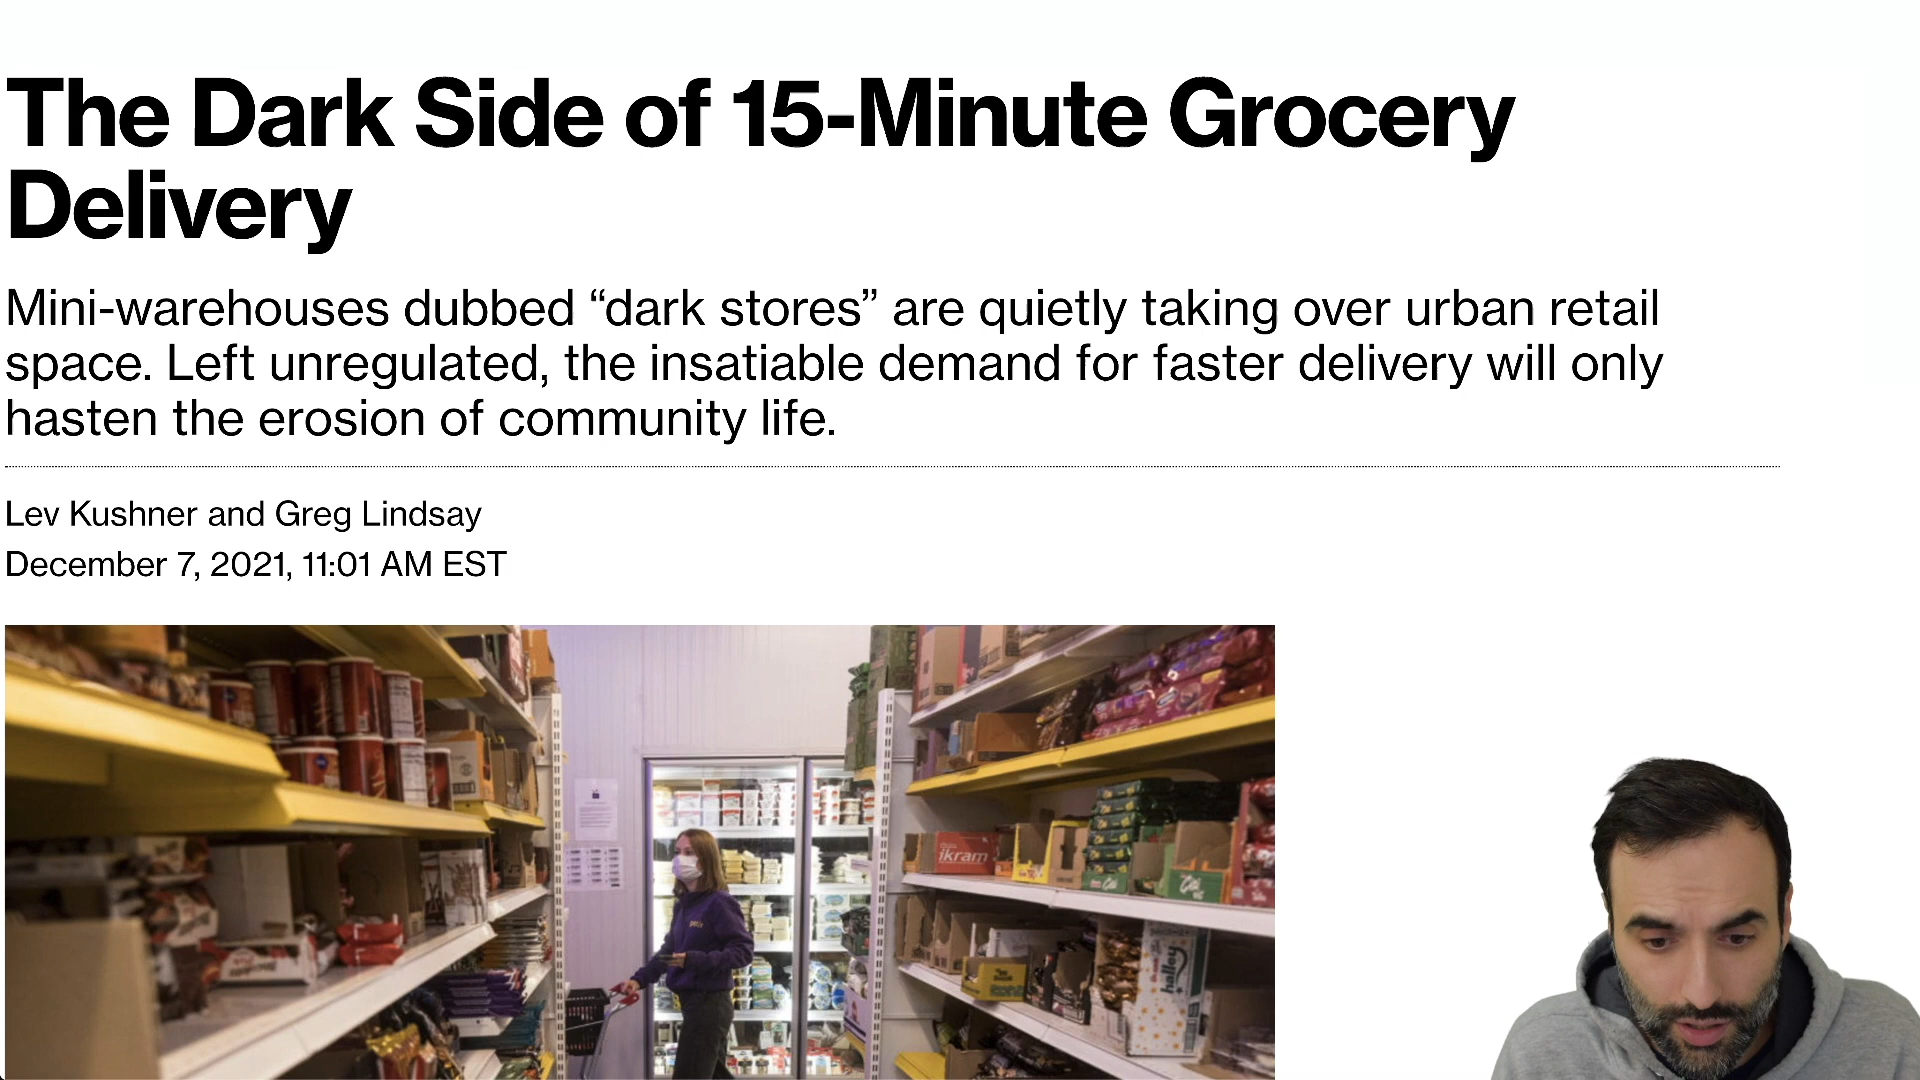 The Dark Side of 15-Minute Grocery
Delivery
Mini-warehouses dubbed “dark stores” are quietly taking over urban retail
space. Left unregulated, the insatiable demand for faster delivery will only
hasten the erosion of community life.
Lev Kushner and Greg Lindsay
December 7, 2021, 11:01 AM EST
ikram
halley